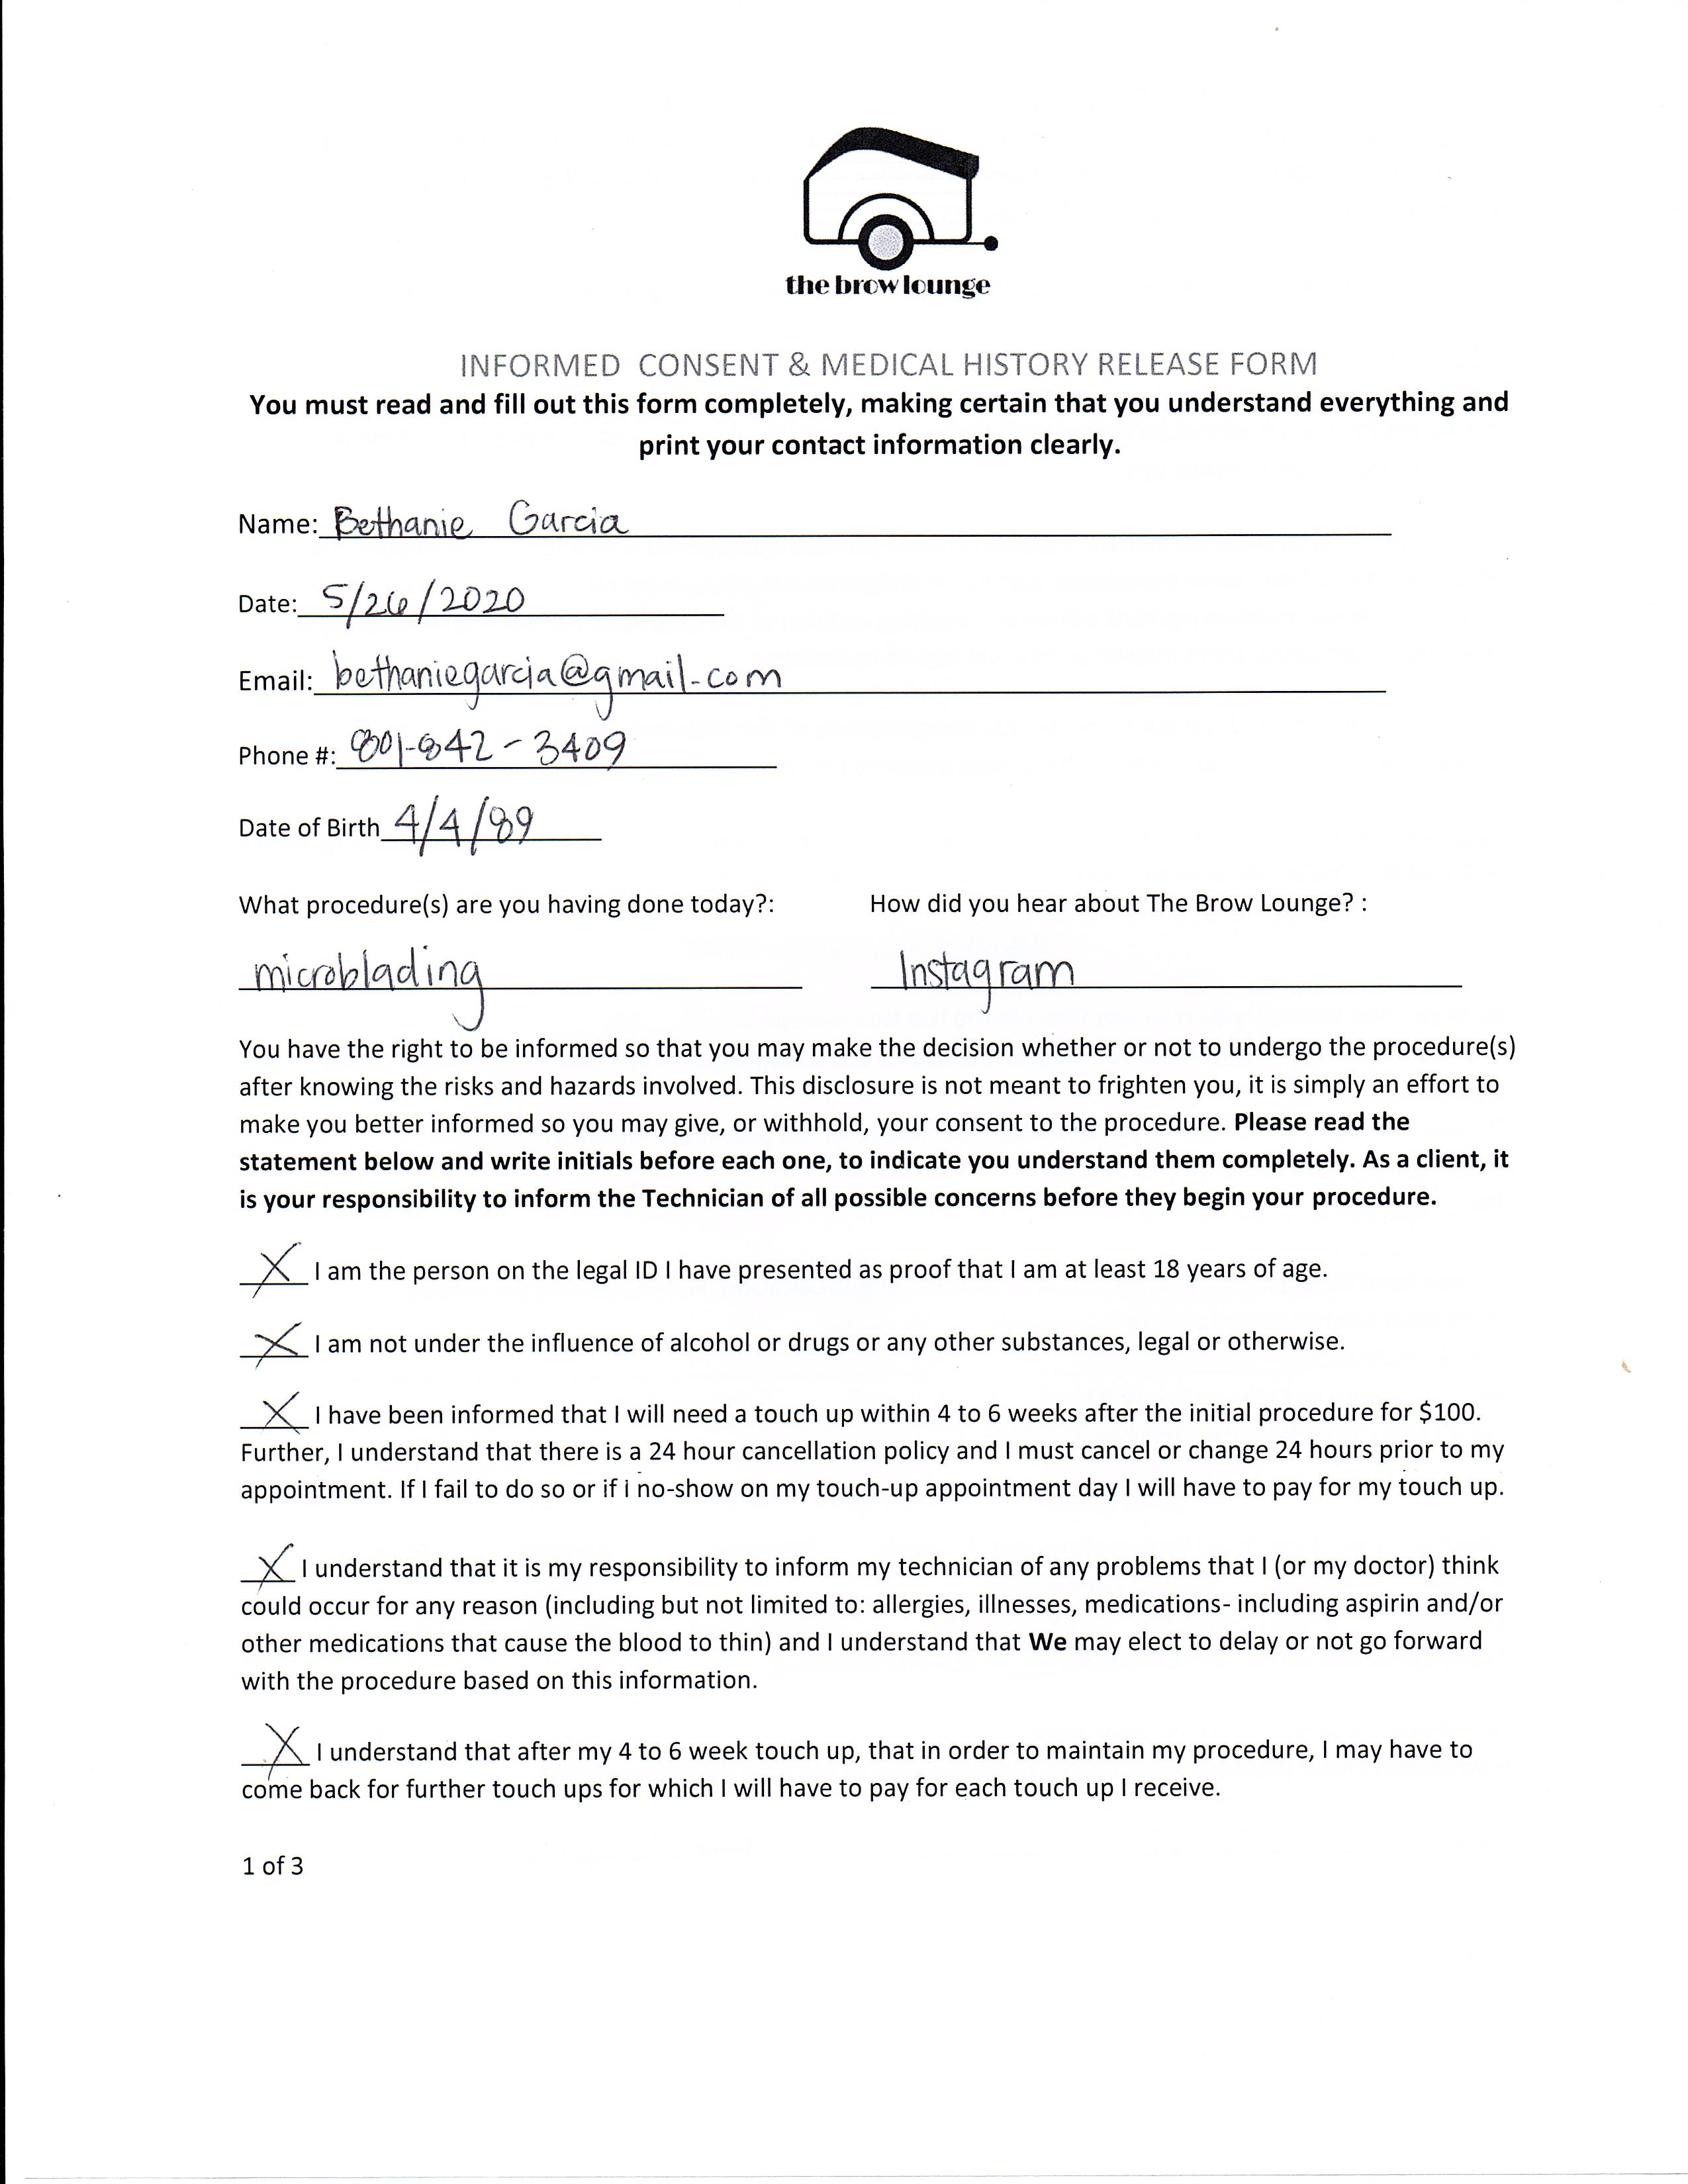 the brow lounge
INFORMED CONSENT & MEDICAL HISTORY RELEASE FORM
You must read and fill out this form completely, making certain that you understand everything and
print your contact information clearly.
Name: Bethanie Garcia
Date: 5/26/2020
Email: bethaniegarcia@gmail.com
Phone #: 801-842-3409
Date of Birth 4/4/89
What procedure(s) are you having done today?: How did you hear about The Brow Lounge? :
microblading Instagram
You have the right to be informed so that you may make the decision whether or not to undergo the procedure(s)
after knowing the risks and hazards involved. This disclosure is not meant to frighten you, it is simply an effort to
make you better informed so you may give, or withhold, your consent to the procedure. Please read the
statement below and write initials before each one, to indicate you understand them completely. As a client, it
is your responsibility to inform the Technician of all possible concerns before they begin your procedure.
X I am the person on the legal ID I have presented as proof that I am at least 18 years of age.
X I am not under the influence of alcohol or drugs or any other substances, legal or otherwise.
X I have been informed that I will need a touch up within 4 to 6 weeks after the initial procedure for $100.
Further, I understand that there is a 24 hour cancellation policy and I must cancel or change 24 hours prior to my
appointment. If I fail to do so or if i no-show on my touch-up appointment day I will have to pay for my touch up.
X I understand that it is my responsibility to inform my technician of any problems that I (or my doctor) think
could occur for any reason (including but not limited to: allergies, illnesses, medications- including aspirin and/or
other medications that cause the blood to thin) and I understand that We may elect to delay or not go forward
with the procedure based on this information.
X I understand that after my 4 to 6 week touch up, that in order to maintain my procedure, I may have to
come back for further touch ups for which I will have to pay for each touch up I receive.
1 of 3